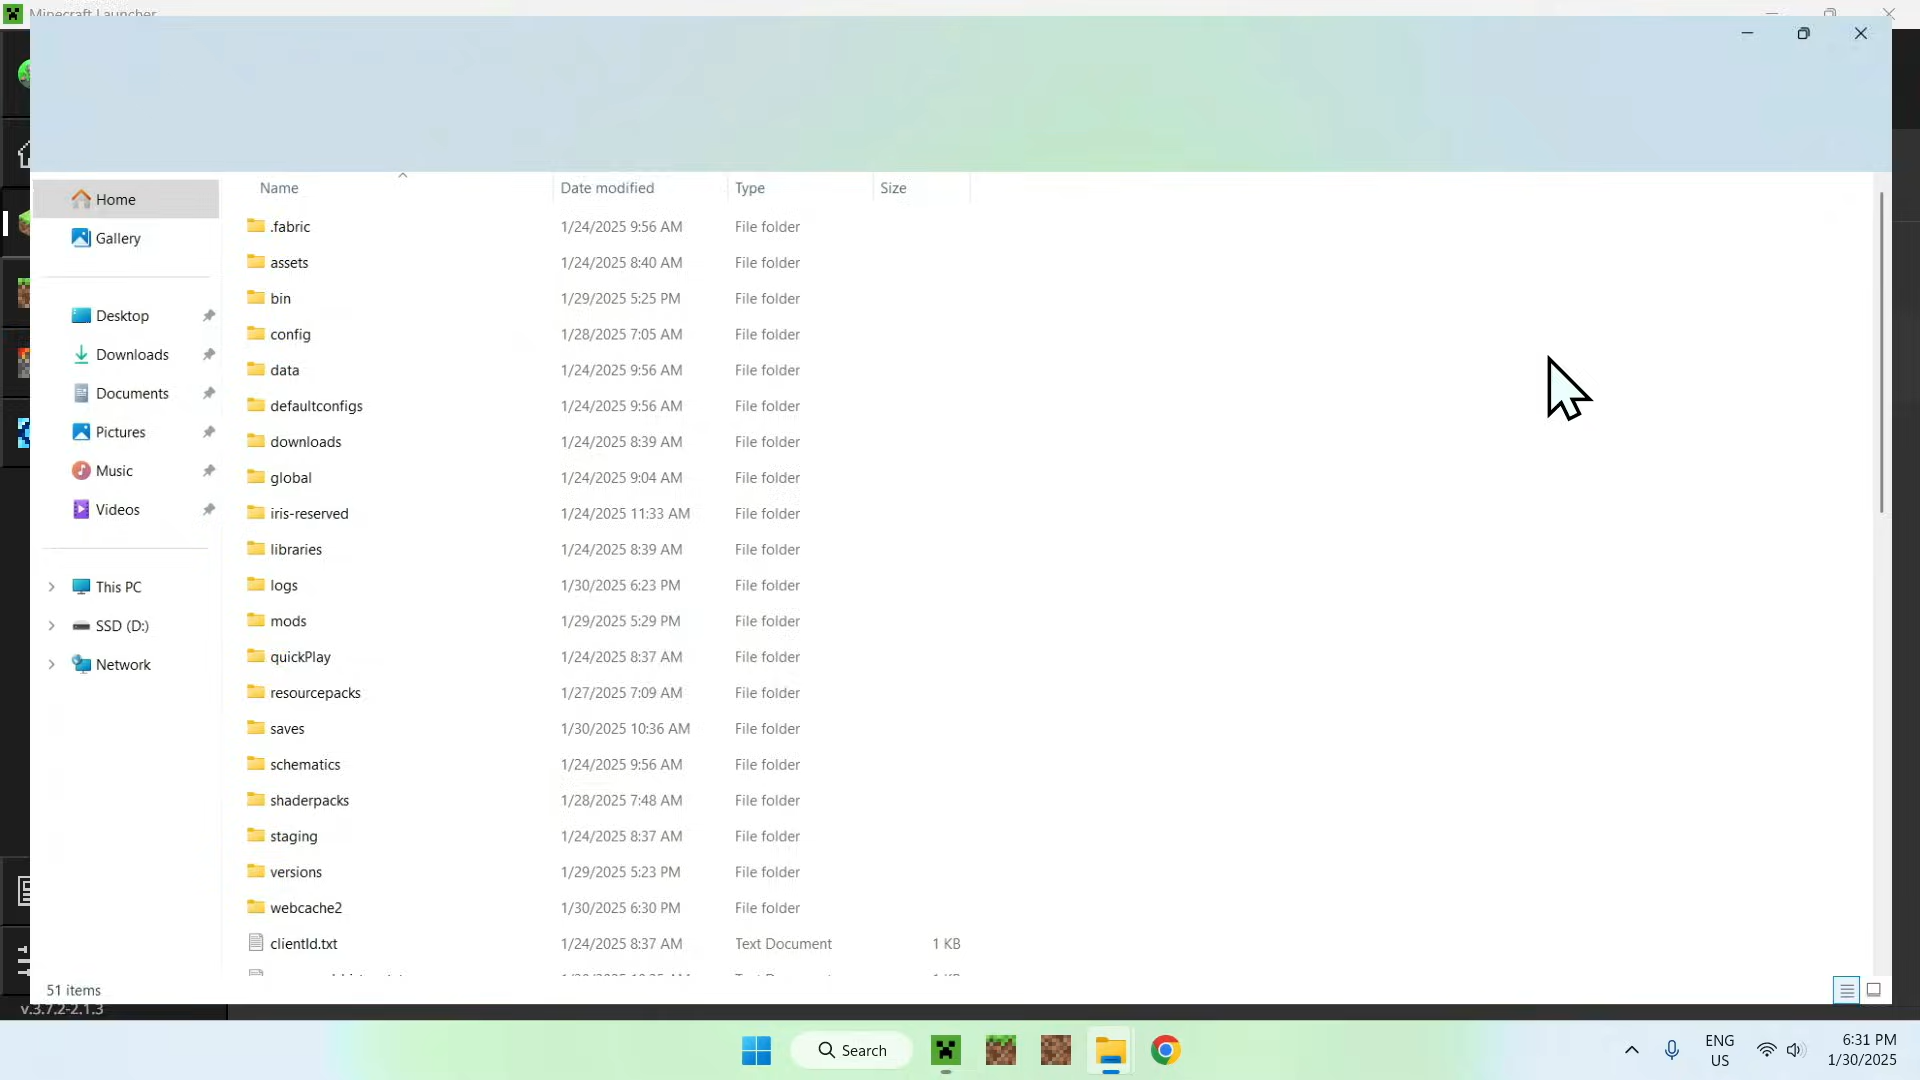 Minecraft Launcher
Home
Gallery
Desktop
Downloads
Documents
Pictures
Music
Videos
This PC
SSD (D:)
Network
Name Date modified Type Size
.fabric 1/24/2025 9:56 AM File folder
assets 1/24/2025 8:40 AM File folder
bin 1/29/2025 5:25 PM File folder
config 1/28/2025 7:05 AM File folder
data 1/24/2025 9:56 AM File folder
defaultconfigs 1/24/2025 9:56 AM File folder
downloads 1/24/2025 8:39 AM File folder
global 1/24/2025 9:04 AM File folder
iris-reserved 1/24/2025 11:33 AM File folder
libraries 1/24/2025 8:39 AM File folder
logs 1/30/2025 6:23 PM File folder
mods 1/29/2025 5:29 PM File folder
quickPlay 1/24/2025 8:37 AM File folder
resourcepacks 1/27/2025 7:09 AM File folder
saves 1/30/2025 10:36 AM File folder
schematics 1/24/2025 9:56 AM File folder
shaderpacks 1/28/2025 7:48 AM File folder
staging 1/24/2025 8:37 AM File folder
versions 1/29/2025 5:23 PM File folder
webcache2 1/30/2025 6:30 PM File folder
clientId.txt 1/24/2025 8:37 AM Text Document 1 KB
51 items
v.3.7.2-2.1.3
Search
ENG
US
6:31 PM
1/30/2025